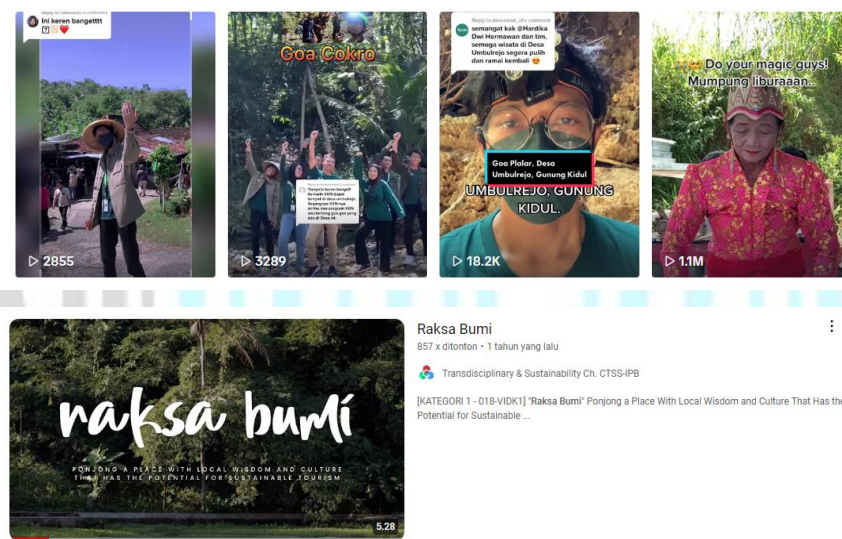 Ini keren bangetttt
2855
Goa Cokro
3289
semangat kak @Hardika
Dwi Hermawan dan tim,
semoga wisata di Desa
Umbulrejo segera pulih
dan ramai kembali
Goa Plalar, Desa
Umbulrejo, Gunung Kidul
UMBULREJO, GUNUNG
KIDUL.
18.2K
Do your magic guys!
Mumpung liburaaan..
1.1M
raksa bumi
PONJONG A PLACE WITH LOCAL WISDOM AND CULTURE
THAT HAS THE POTENTIAL FOR SUSTAINABLE TOURISM
5.28
Raksa Bumi
857 x ditonton • 1 tahun yang lalu
Transdisciplinary & Sustainability Ch. CTSS-IPB
[KATEGORI 1 - 018-VIDK1] "Raksa Bumi" Ponjong a Place With Local Wisdom and Culture That Has the
Potential for Sustainable ...